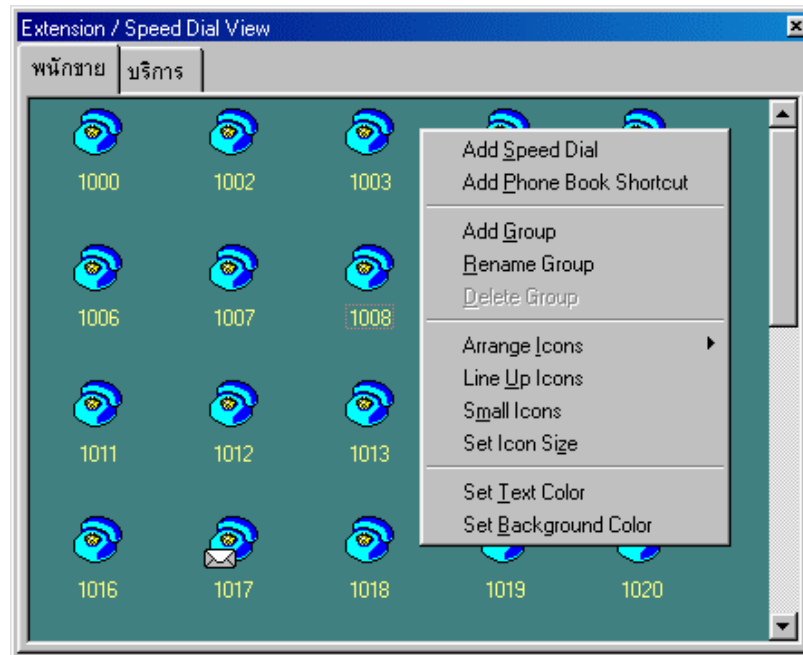 Extension / Speed Dial View
พนักขาย บริการ
1000 1002 1003
Add Speed Dial
Add Phone Book Shortcut
Add Group
Rename Group
Delete Group
1006 1007 1008
Arrange Icons
Line Up Icons
Small Icons
Set Icon Size
1011 1012 1013
Set Text Color
Set Background Color
1016 1017 1018 1019 1020